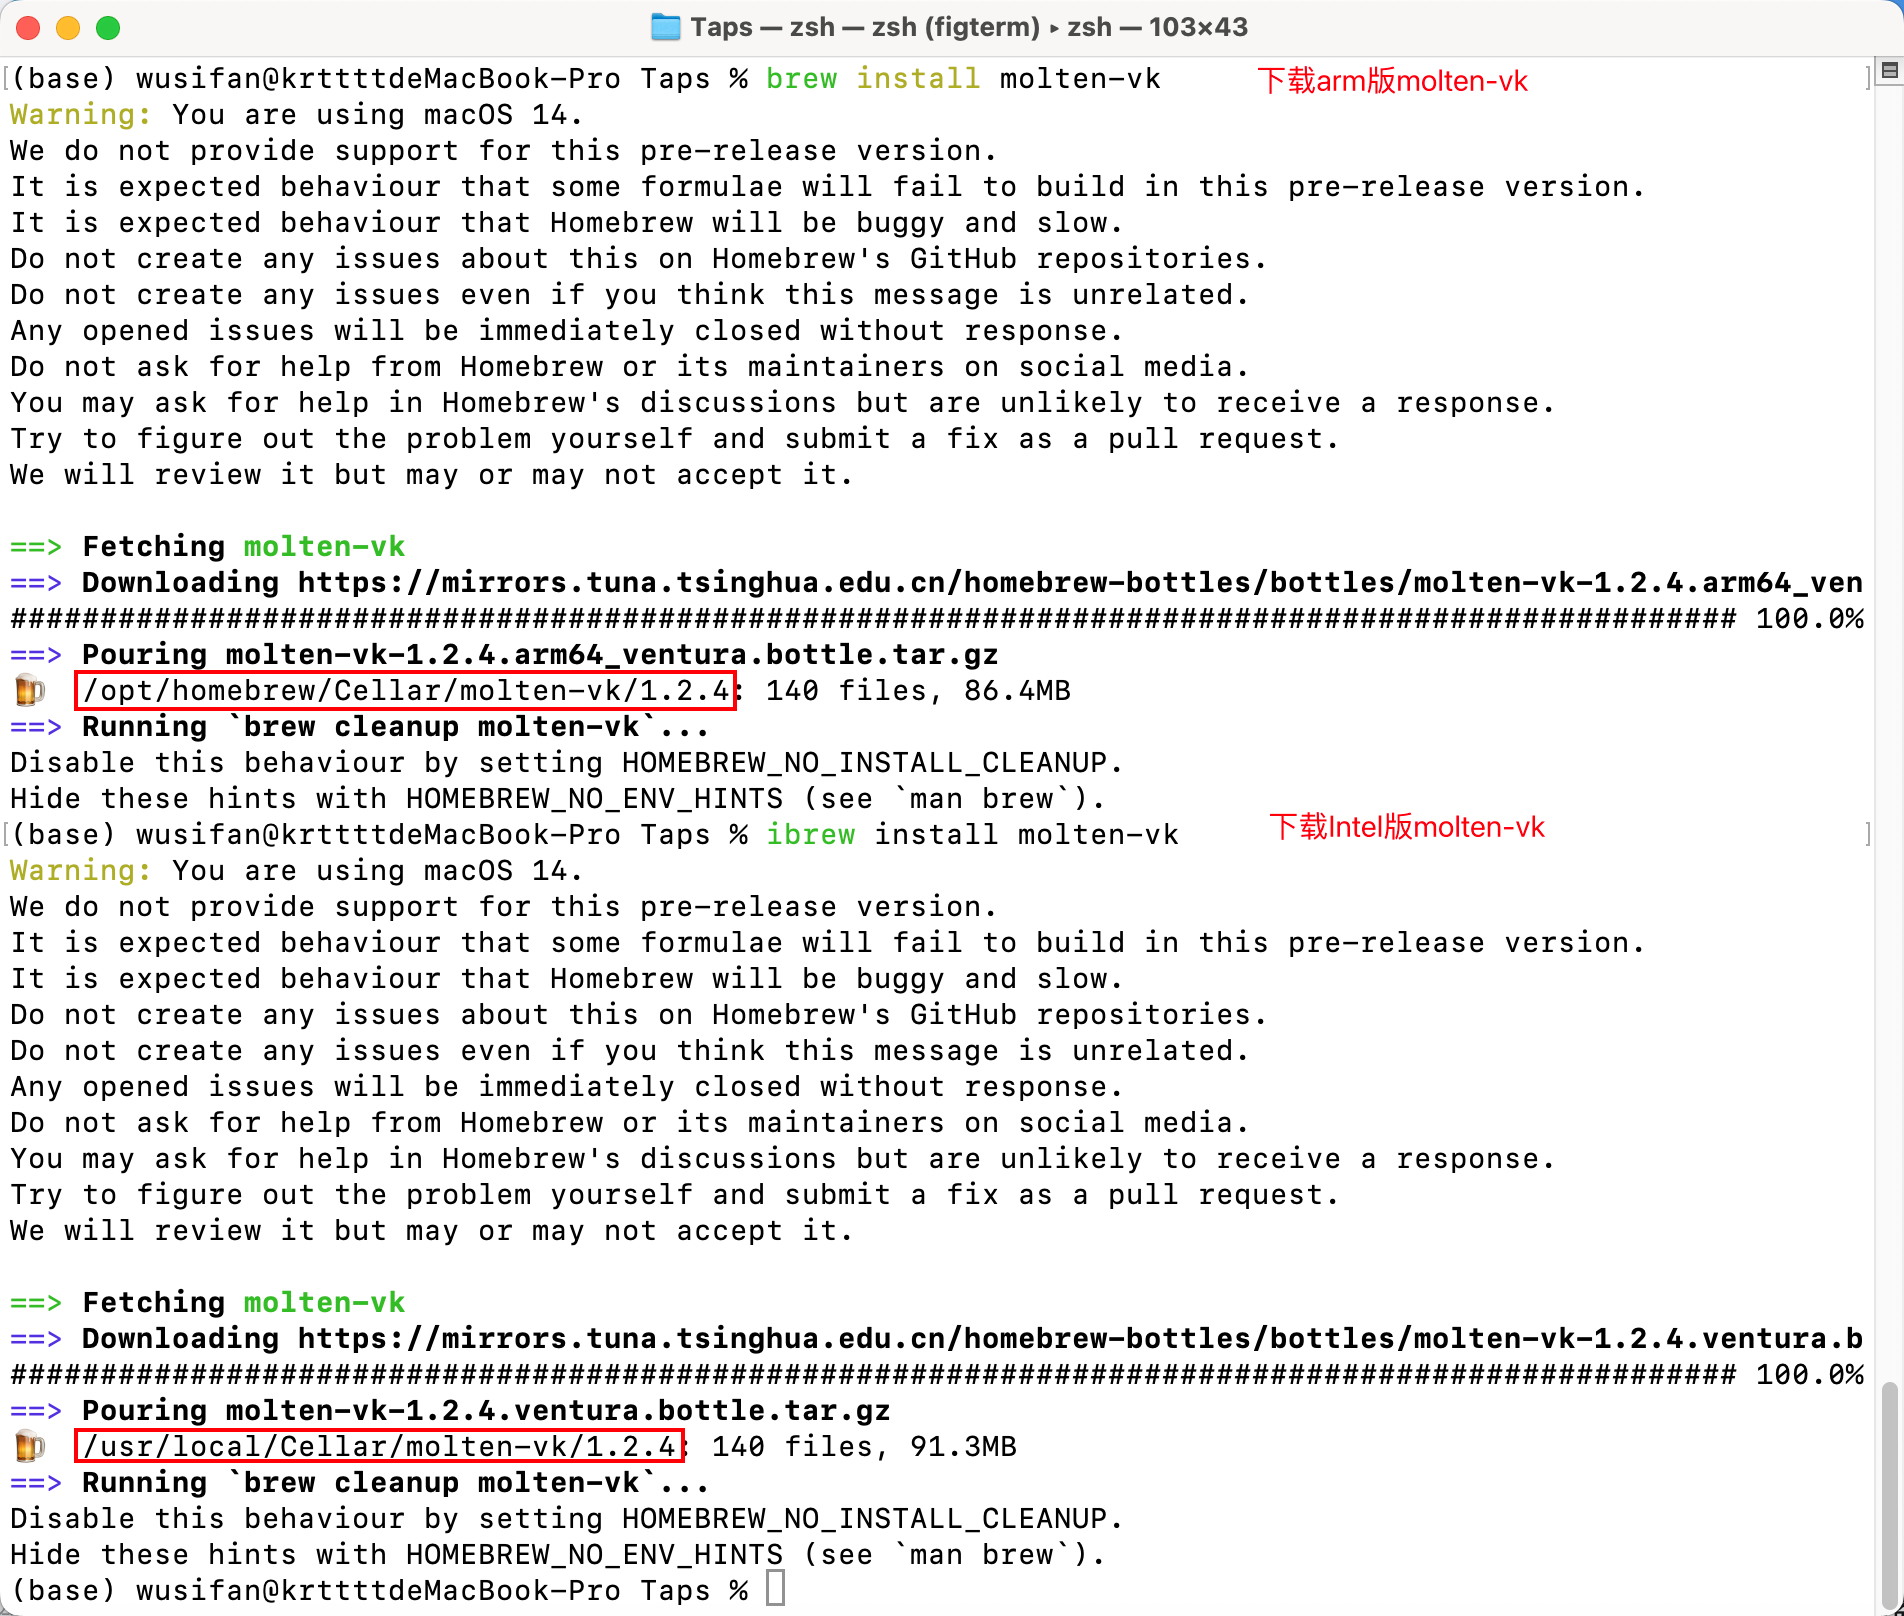 Taps — zsh — zsh (figterm) ▸ zsh — 103×43
(base) wusifan@krttttdeMacBook-Pro Taps % brew install molten-vk
下载arm版molten-vk
Warning: You are using macOS 14.
We do not provide support for this pre-release version.
It is expected behaviour that some formulae will fail to build in this pre-release version.
It is expected behaviour that Homebrew will be buggy and slow.
Do not create any issues about this on Homebrew's GitHub repositories.
Do not create any issues even if you think this message is unrelated.
Any opened issues will be immediately closed without response.
Do not ask for help from Homebrew or its maintainers on social media.
You may ask for help in Homebrew's discussions but are unlikely to receive a response.
Try to figure out the problem yourself and submit a fix as a pull request.
We will review it but may or may not accept it.
==> Fetching molten-vk
==> Downloading https://mirrors.tuna.tsinghua.edu.cn/homebrew-bottles/bottles/molten-vk-1.2.4.arm64_ven
################################################################################################ 100.0%
==> Pouring molten-vk-1.2.4.arm64_ventura.bottle.tar.gz
🍺 /opt/homebrew/Cellar/molten-vk/1.2.4: 140 files, 86.4MB
==> Running `brew cleanup molten-vk`...
Disable this behaviour by setting HOMEBREW_NO_INSTALL_CLEANUP.
Hide these hints with HOMEBREW_NO_ENV_HINTS (see `man brew`).
(base) wusifan@krttttdeMacBook-Pro Taps % ibrew install molten-vk
下载Intel版molten-vk
Warning: You are using macOS 14.
We do not provide support for this pre-release version.
It is expected behaviour that some formulae will fail to build in this pre-release version.
It is expected behaviour that Homebrew will be buggy and slow.
Do not create any issues about this on Homebrew's GitHub repositories.
Do not create any issues even if you think this message is unrelated.
Any opened issues will be immediately closed without response.
Do not ask for help from Homebrew or its maintainers on social media.
You may ask for help in Homebrew's discussions but are unlikely to receive a response.
Try to figure out the problem yourself and submit a fix as a pull request.
We will review it but may or may not accept it.
==> Fetching molten-vk
==> Downloading https://mirrors.tuna.tsinghua.edu.cn/homebrew-bottles/bottles/molten-vk-1.2.4.ventura.b
################################################################################################ 100.0%
==> Pouring molten-vk-1.2.4.ventura.bottle.tar.gz
🍺 /usr/local/Cellar/molten-vk/1.2.4: 140 files, 91.3MB
==> Running `brew cleanup molten-vk`...
Disable this behaviour by setting HOMEBREW_NO_INSTALL_CLEANUP.
Hide these hints with HOMEBREW_NO_ENV_HINTS (see `man brew`).
(base) wusifan@krttttdeMacBook-Pro Taps %